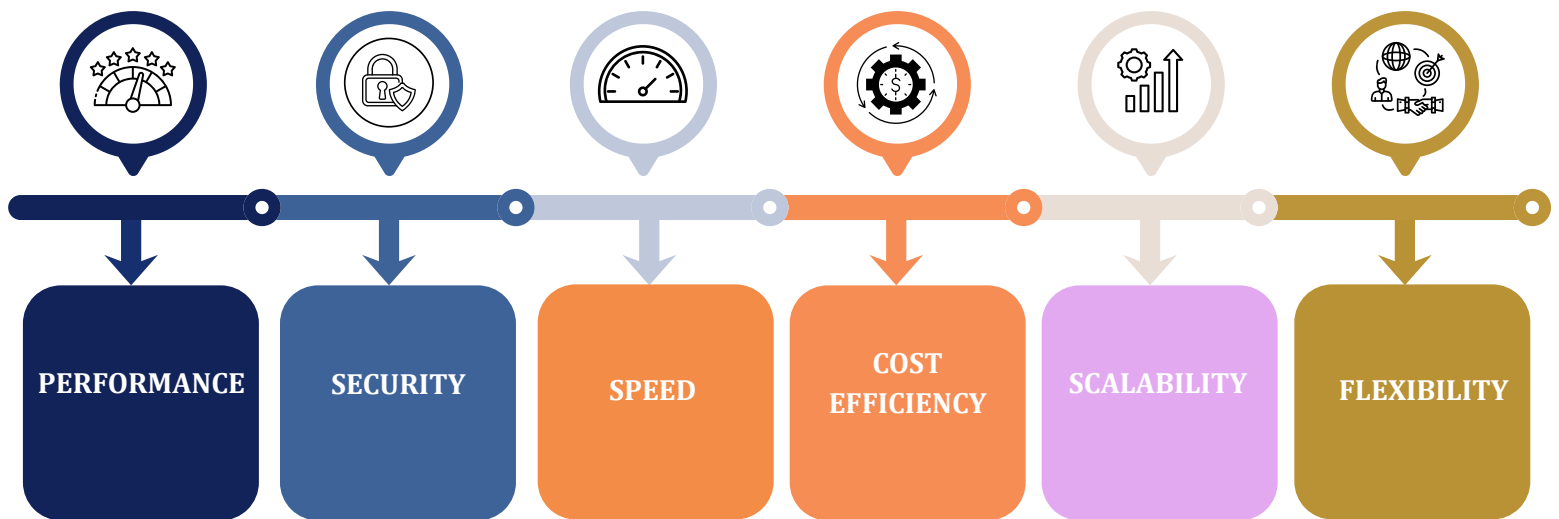 PERFORMANCE
SECURITY
SPEED
COST
EFFICIENCY
SCALABILITY
FLEXIBILITY